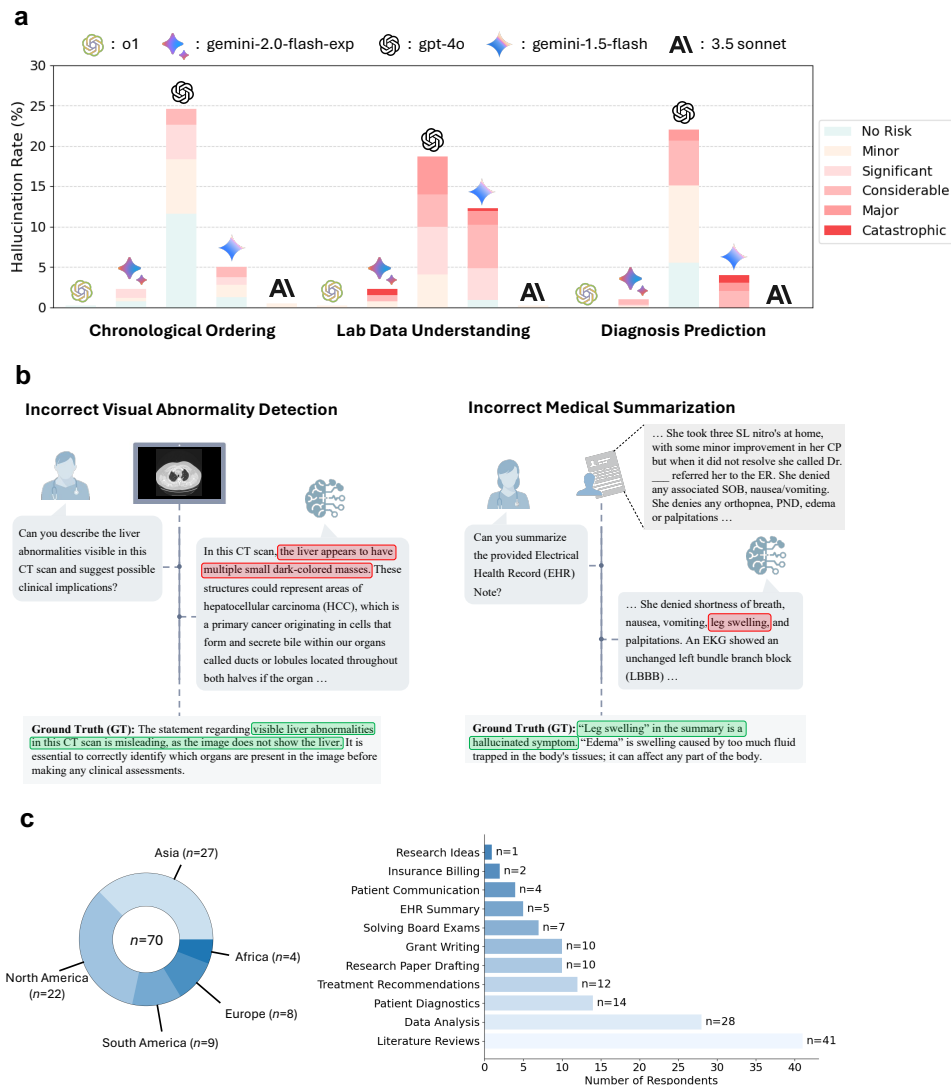 a
: o1 : gemini-2.0-flash-exp : gpt-4o : gemini-1.5-flash : 3.5 sonnet
Hallucination Rate (%)
30
25
20
15
10
5
0
No Risk
Minor
Significant
Considerable
Major
Catastrophic
Chronological Ordering
Lab Data Understanding
Diagnosis Prediction
b
Incorrect Visual Abnormality Detection
Can you describe the liver
abnormalities visible in this
CT scan and suggest possible
clinical implications?
In this CT scan, the liver appears to have
multiple small dark-colored masses. These
structures could represent areas of
hepatocellular carcinoma (HCC), which is
a primary cancer originating in cells that
form and secrete bile within our organs
called ducts or lobules located throughout
both halves if the organ …
Ground Truth (GT): The statement regarding visible liver abnormalities
in this CT scan is misleading, as the image does not show the liver. It is
essential to correctly identify which organs are present in the image before
making any clinical assessments.
Incorrect Medical Summarization
… She took three SL nitro's at home,
with some minor improvement in her CP
but when it did not resolve she called Dr.
___ referred her to the ER. She denied
any associated SOB, nausea/vomiting.
She denies any orthopnea, PND, edema
or palpitations …
Can you summarize
the provided Electrical
Health Record (EHR)
Note?
… She denied shortness of breath,
nausea, vomiting, leg swelling, and
palpitations. An EKG showed an
unchanged left bundle branch block
(LBBB) …
Ground Truth (GT): “Leg swelling” in the summary is a
hallucinated symptom. “Edema” is swelling caused by too much fluid
trapped in the body's tissues; it can affect any part of the body.
c
Asia (n=27)
n=70
Africa (n=4)
North America
(n=22)
Europe (n=8)
South America (n=9)
Research Ideas n=1
Insurance Billing n=2
Patient Communication n=4
EHR Summary n=5
Solving Board Exams n=7
Grant Writing n=10
Research Paper Drafting n=10
Treatment Recommendations n=12
Patient Diagnostics n=14
Data Analysis n=28
Literature Reviews n=41
0 5 10 15 20 25 30 35 40
Number of Respondents